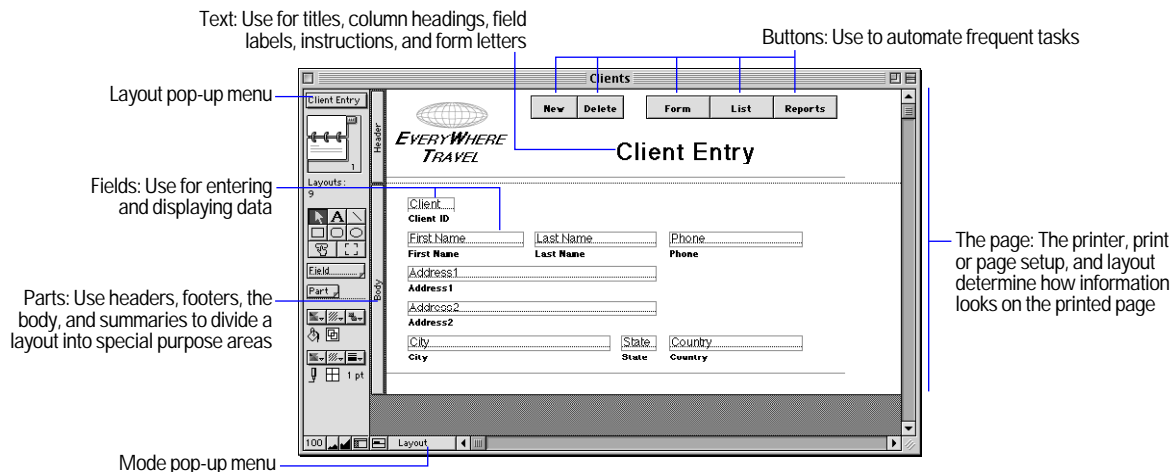 Text: Use for titles, column headings, field
labels, instructions, and form letters
Buttons: Use to automate frequent tasks
Layout pop-up menu
Clients
Client Entry
New
Delete
Form
List
Reports
Header
EVERYWHERE
TRAVEL
Client Entry
1
Layouts:
9
Fields: Use for entering
and displaying data
Client
Client ID
A
First Name
Last Name
Phone
First Name
Last Name
Phone
Field
Address1
Address1
Part
Body
Parts: Use headers, footers, the
body, and summaries to divide a
layout into special purpose areas
Address2
Address2
City
State
Country
City
State
Country
1 pt
The page: The printer, print
or page setup, and layout
determine how information
looks on the printed page
100
Layout
Mode pop-up menu